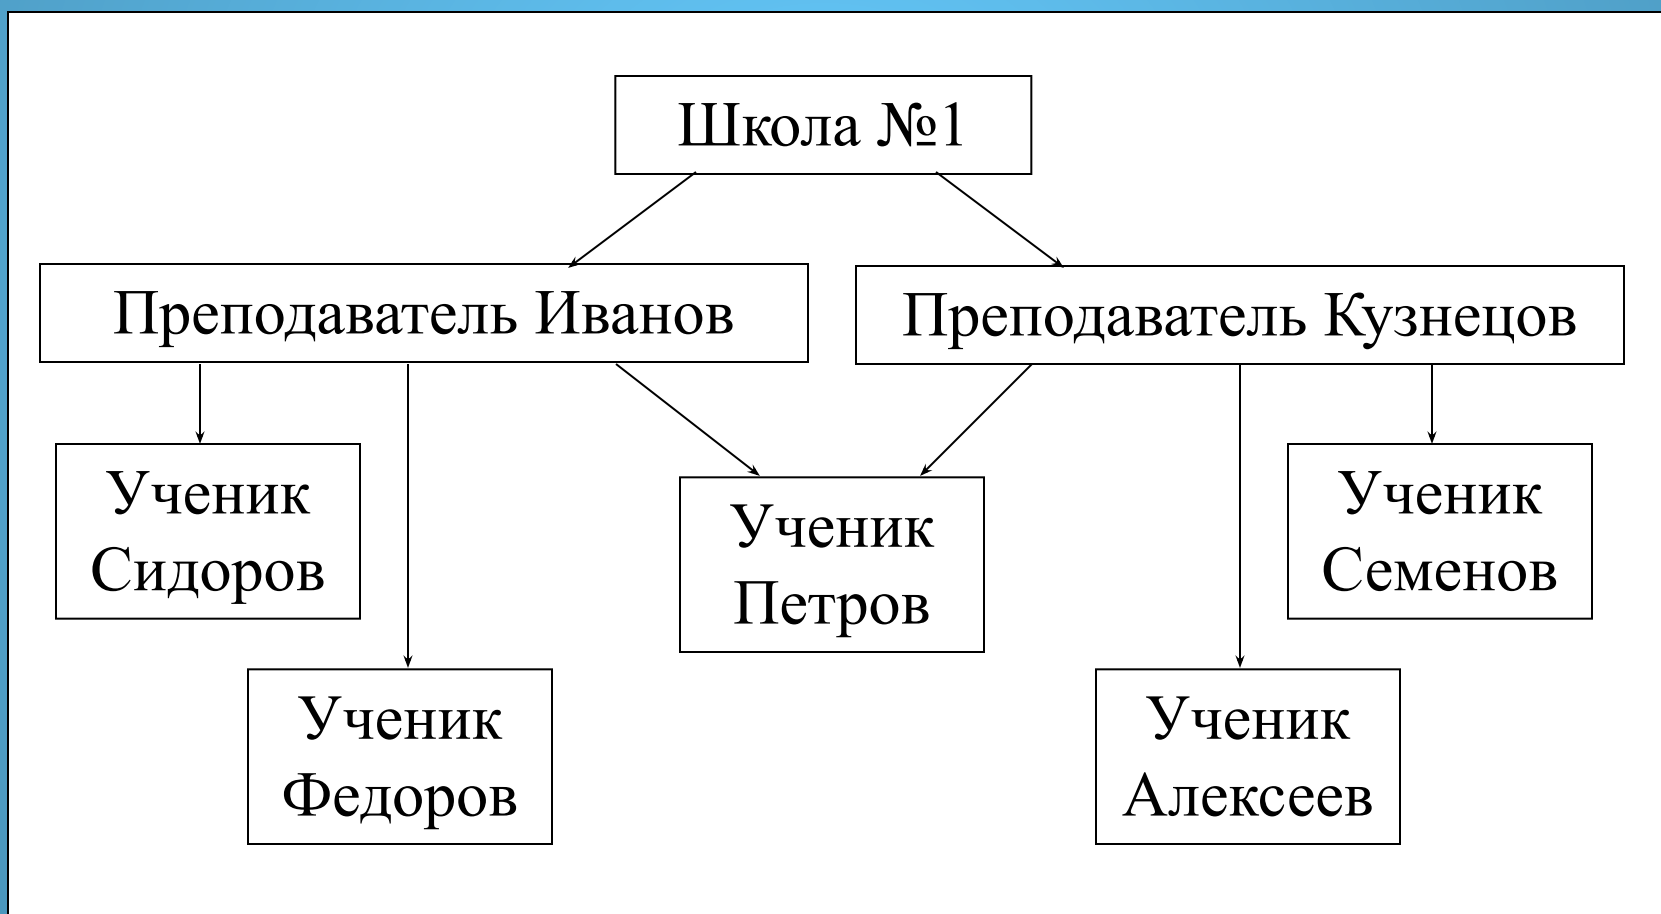 Школа №1
Преподаватель Иванов
Преподаватель Кузнецов
Ученик
Сидоров
Ученик
Петров
Ученик
Семенов
Ученик
Федоров
Ученик
Алексеев